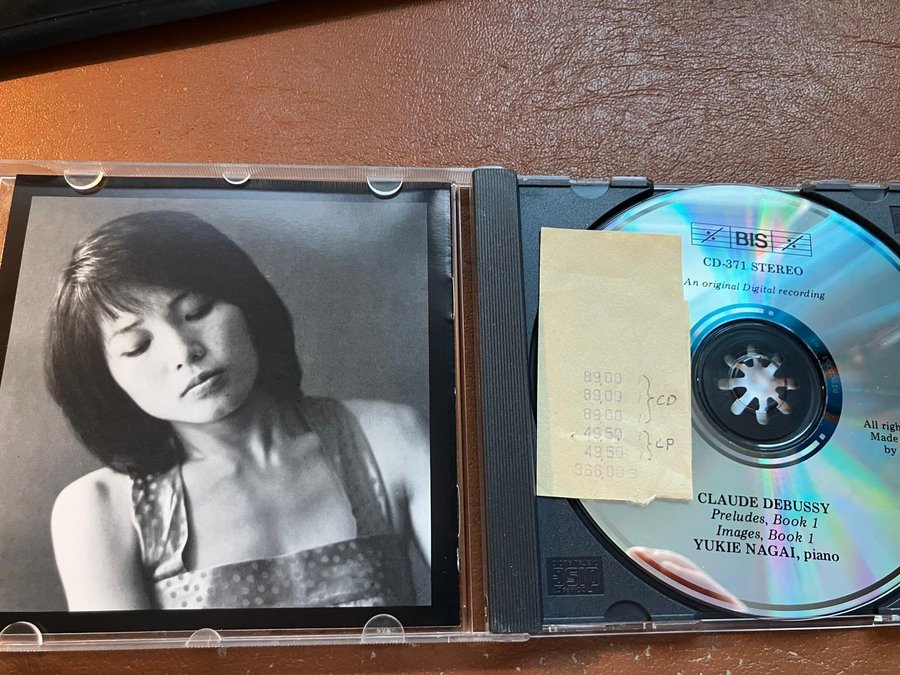 BIS
CD-371 STEREO
An original Digital recording
89,00
89,00 } CD
89,00
49,50 } LP
49,50
366,00 s
All righ
Made
by
CLAUDE DEBUSSY
Preludes, Book 1
Images, Book 1
YUKIE NAGAI, piano